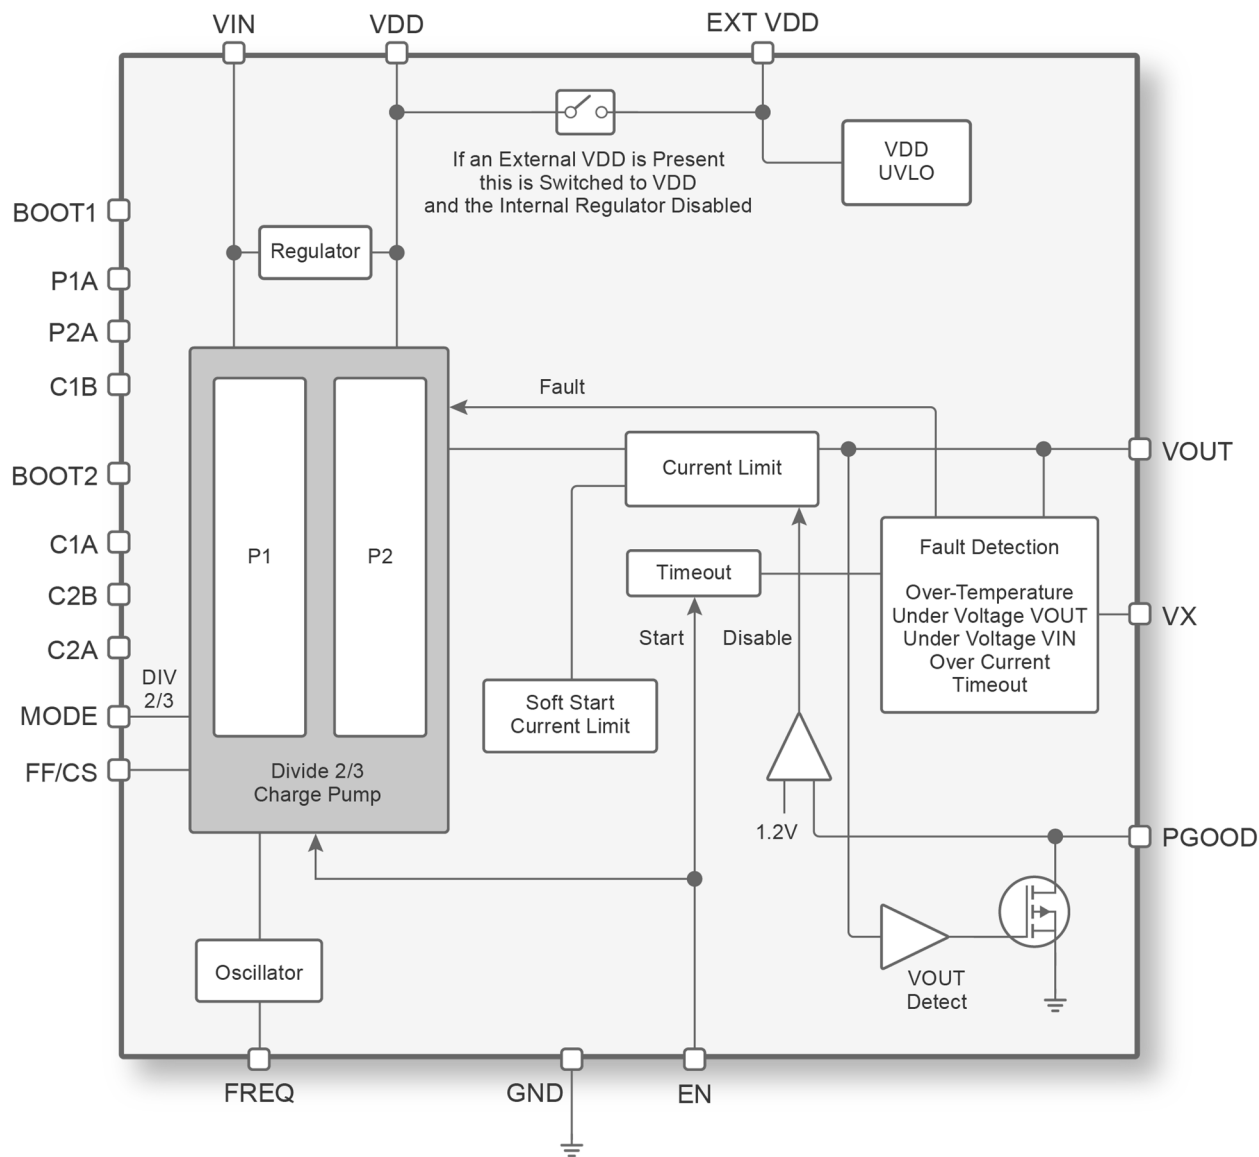 VIN
VDD
EXT VDD
VDD
UVLO
If an External VDD is Present
this is Switched to VDD
and the Internal Regulator Disabled
BOOT1
Regulator
P1A
P2A
C1B
Fault
VOUT
Current Limit
BOOT2
C1A
P1
P2
Fault Detection
Timeout
Over-Temperature
Under Voltage VOUT
Under Voltage VIN
Over Current
Timeout
C2B
VX
Start
Disable
C2A
DIV
2/3
MODE
Soft Start
Current Limit
FF/CS
Divide 2/3
Charge Pump
1.2V
PGOOD
Oscillator
VOUT
Detect
FREQ
GND
EN